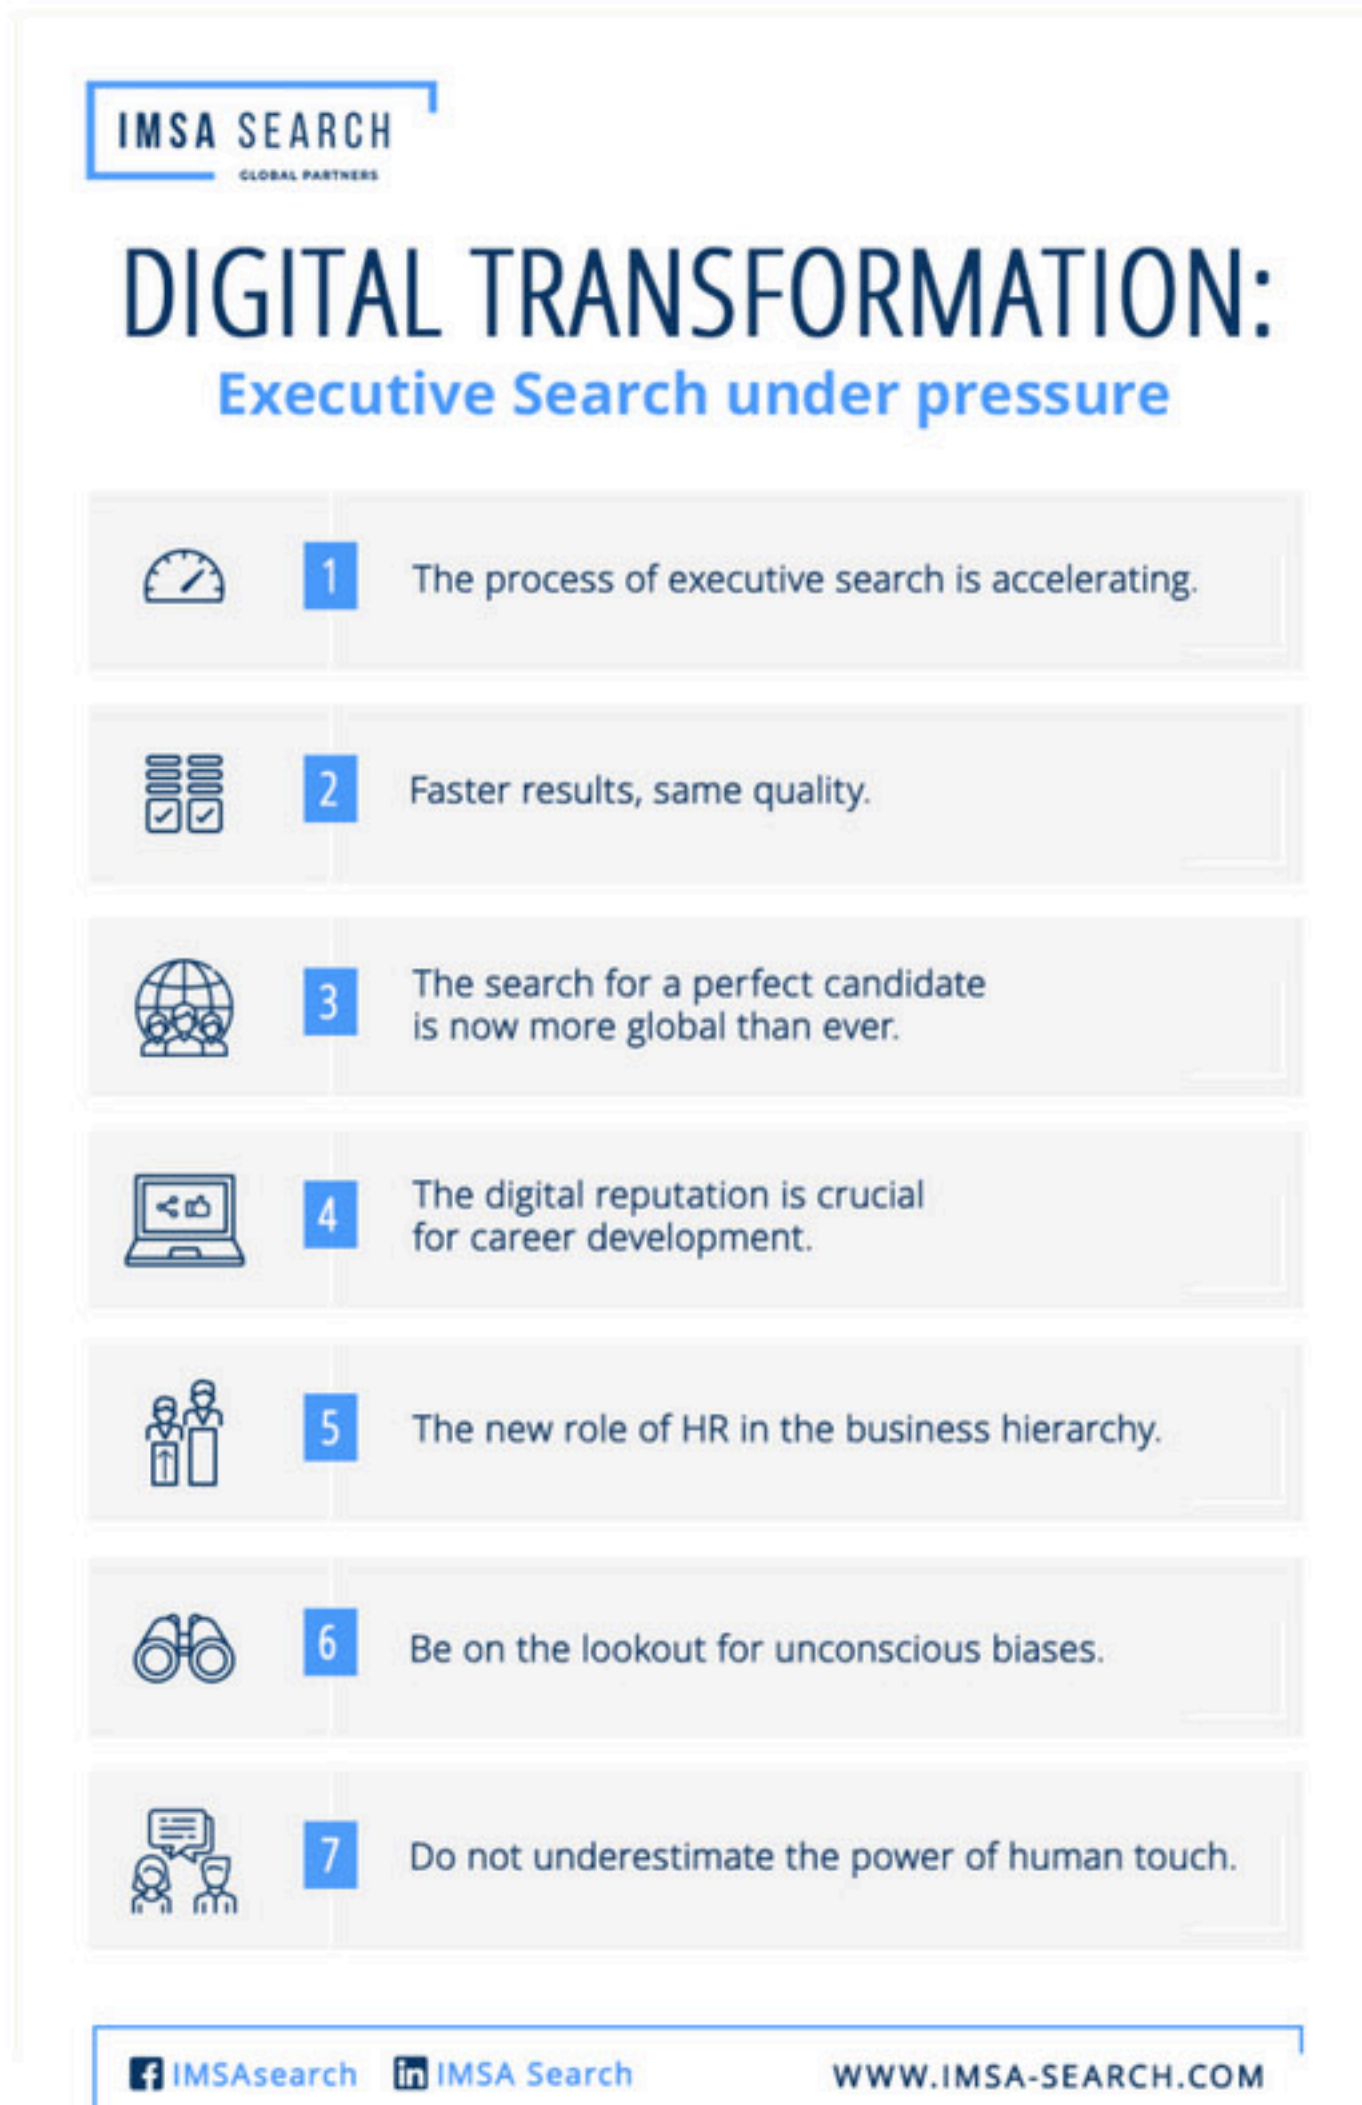 IMSA SEARCH
GLOBAL PARTNERS
DIGITAL TRANSFORMATION:
Executive Search under pressure
1
The process of executive search is accelerating.
2
Faster results, same quality.
3
The search for a perfect candidate
is now more global than ever.
4
The digital reputation is crucial
for career development.
5
The new role of HR in the business hierarchy.
6
Be on the lookout for unconscious biases.
7
Do not underestimate the power of human touch.
IMSAsearch
IMSA Search
WWW.IMSA-SEARCH.COM